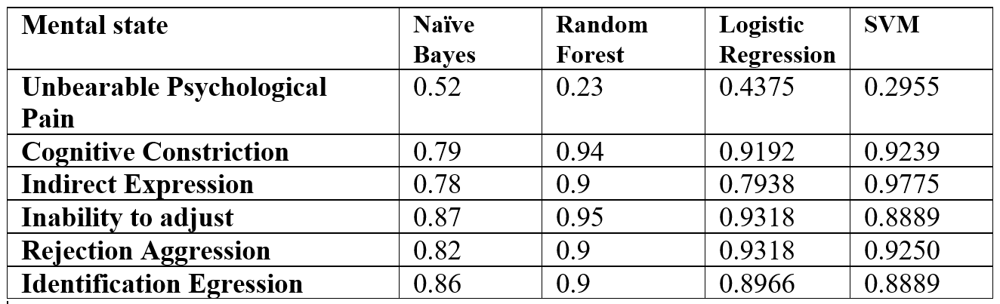 Mental state Naïve Bayes Random Forest Logistic Regression SVM
Unbearable Psychological Pain 0.52 0.23 0.4375 0.2955
Cognitive Constriction 0.79 0.94 0.9192 0.9239
Indirect Expression 0.78 0.9 0.7938 0.9775
Inability to adjust 0.87 0.95 0.9318 0.8889
Rejection Aggression 0.82 0.9 0.9318 0.9250
Identification Egression 0.86 0.9 0.8966 0.8889